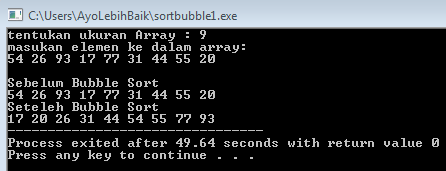 C:\Users\AyoLebihBaik\sortbubble1.exe
tentukan ukuran Array : 9
masukan elemen ke dalam array:
54 26 93 17 77 31 44 55 20
Sebelum Bubble Sort
54 26 93 17 77 31 44 55 20
Seteleh Bubble Sort
17 20 26 31 44 54 55 77 93
--------------------------------
Process exited after 49.64 seconds with return value 0
Press any key to continue . . .